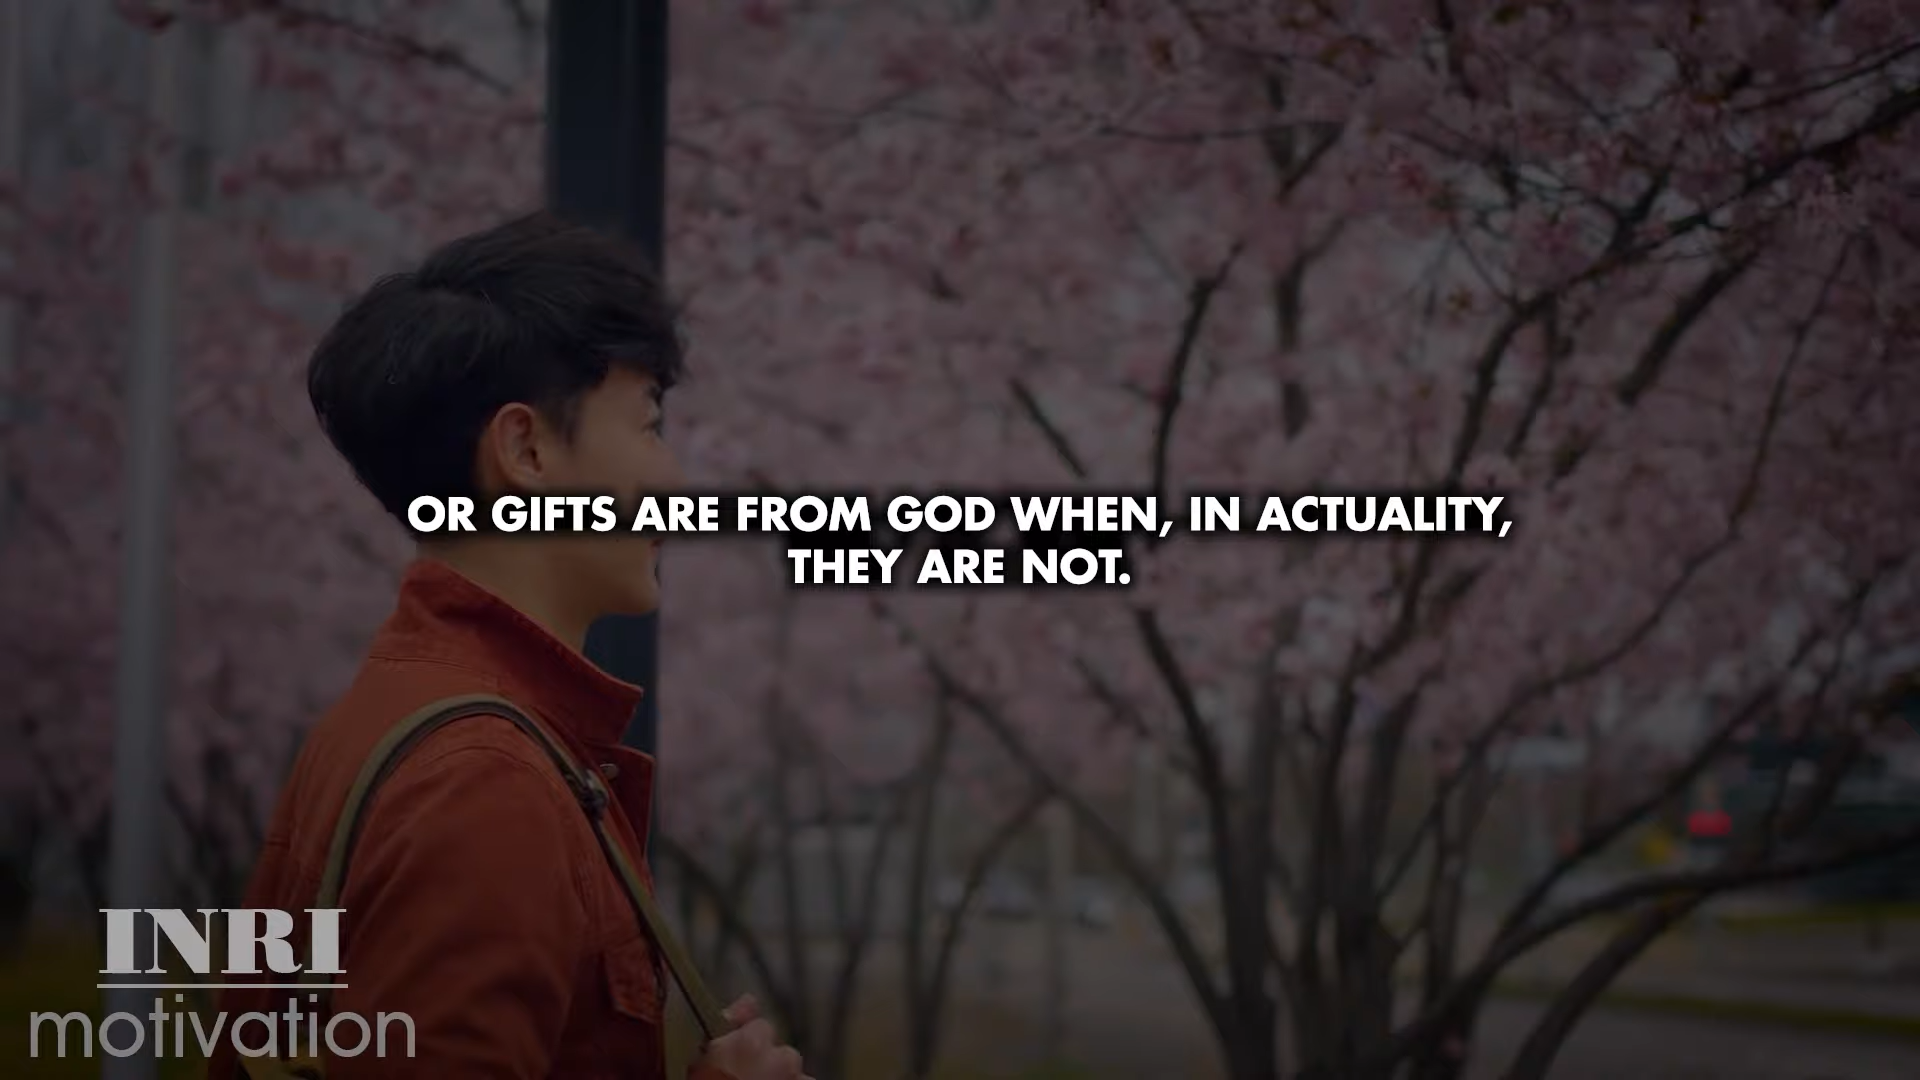 OR GIFTS ARE FROM GOD WHEN, IN ACTUALITY,
THEY ARE NOT.
INRI
motivation